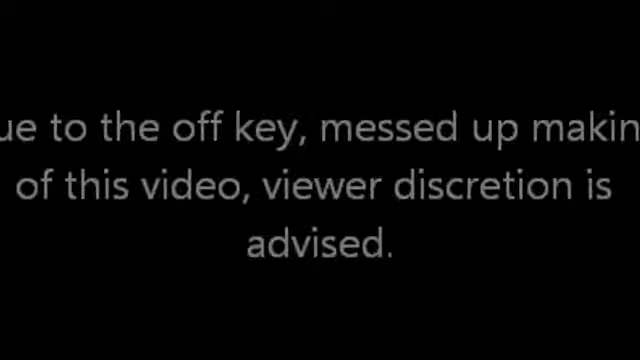 ue to the off key, messed up makin
of this video, viewer discretion is
advised.